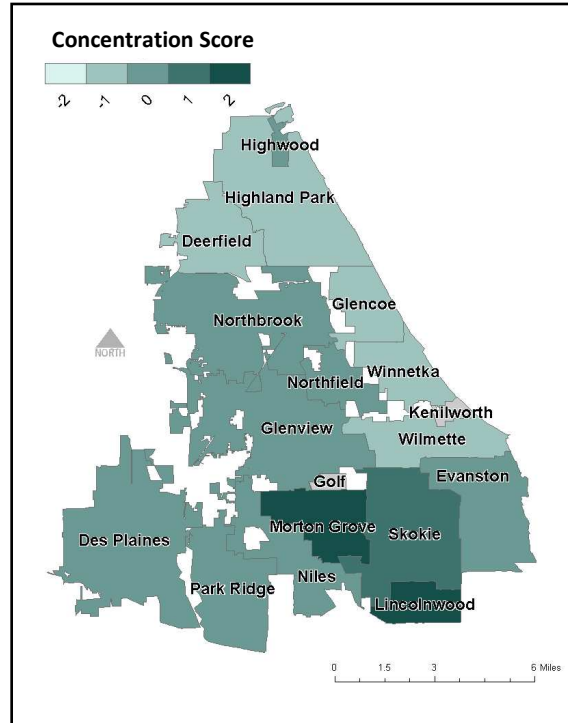 Concentration Score
-2 -1 0 1 2
Highwood
Highland Park
Deerfield
Glencoe
Northbrook
NORTH
Winnetka
Northfield
Kenilworth
Glenview
Wilmette
Evanston
Golf
Morton Grove
Skokie
Des Plaines
Niles
Park Ridge
Lincolnwood
0 1.5 3 6 Miles